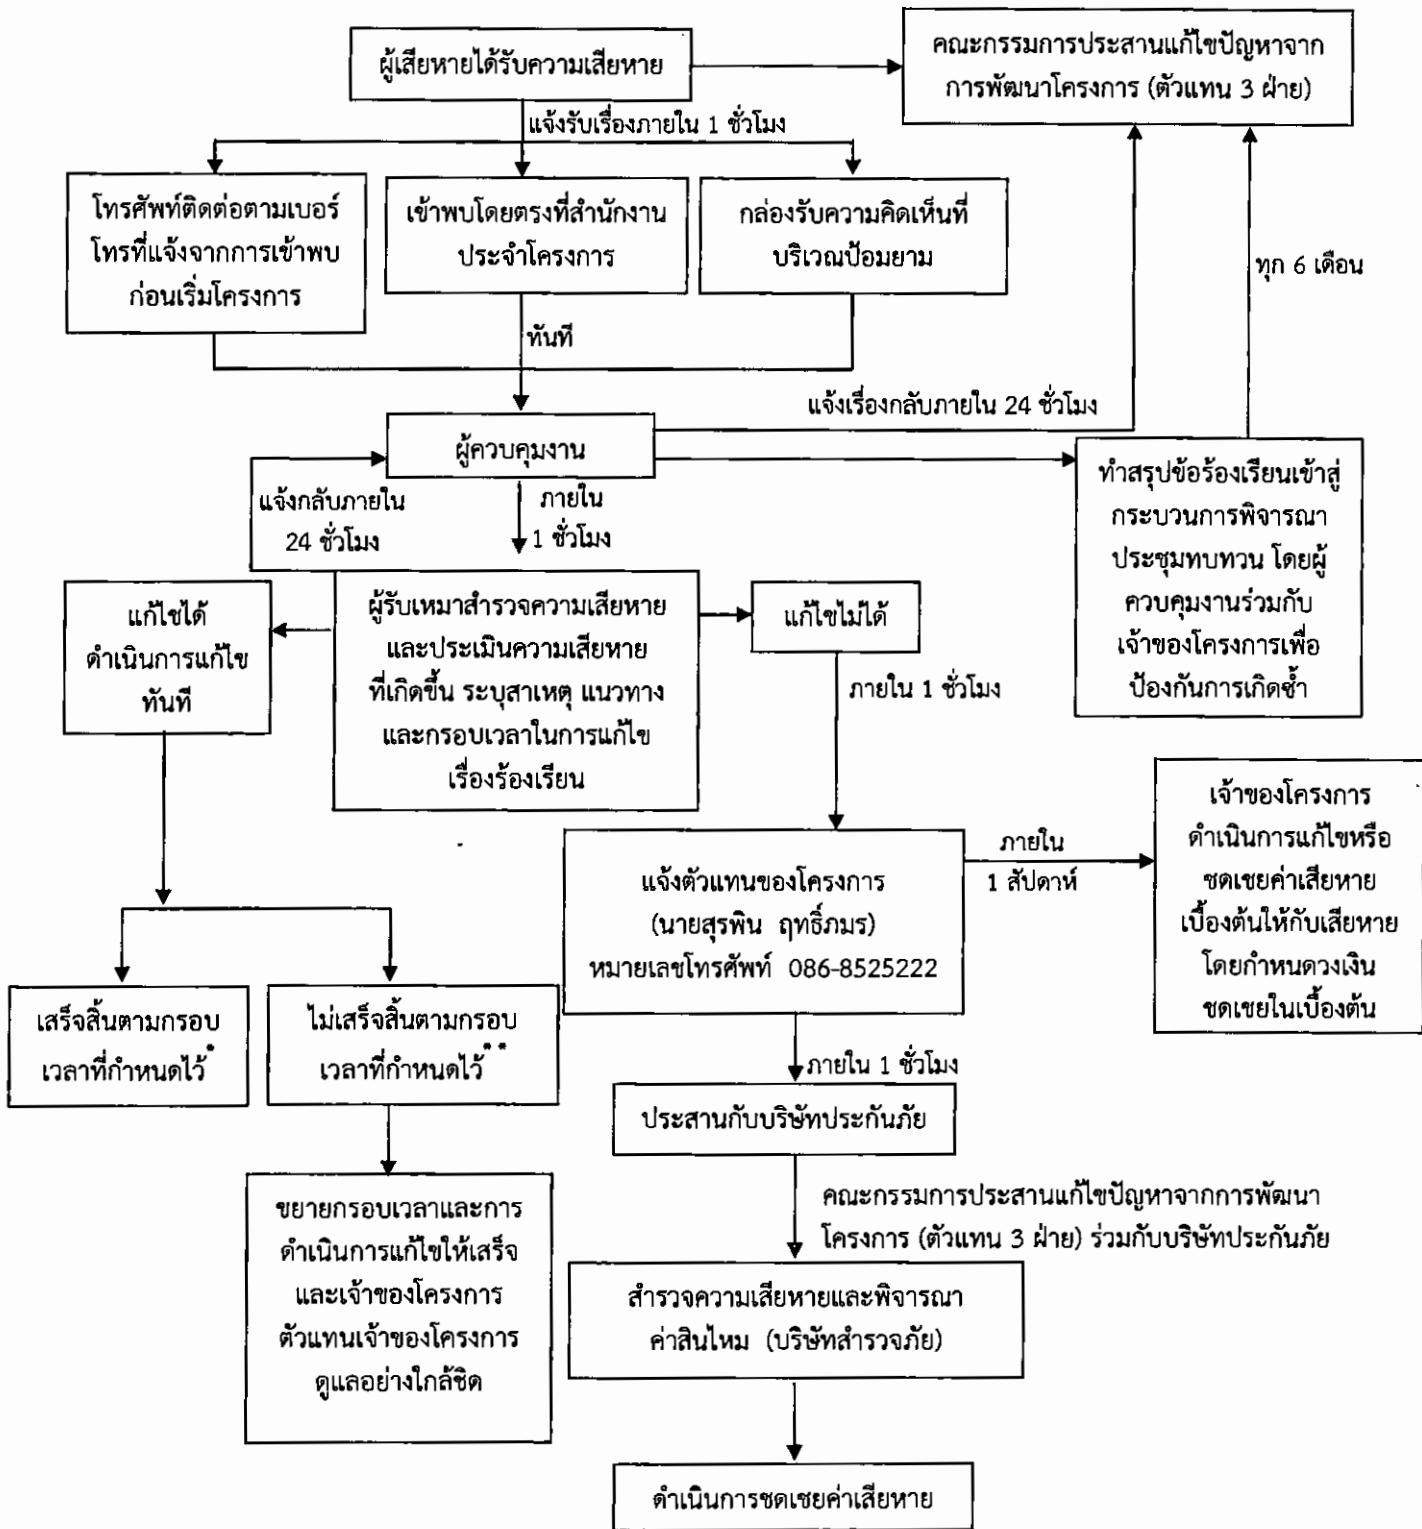 ผู้เสียหายได้รับความเสียหาย
คณะกรรมการประสานแก้ไขปัญหาจาก
การพัฒนาโครงการ (ตัวแทน 3 ฝ่าย)
แจ้งรับเรื่องภายใน 1 ชั่วโมง
โทรศัพท์ติดต่อตามเบอร์
โทรที่แจ้งจากการเข้าพบ
ก่อนเริ่มโครงการ
เข้าพบโดยตรงที่สำนักงาน
ประจำโครงการ
กล่องรับความคิดเห็นที่
บริเวณป้อมยาม
ทุก 6 เดือน
ทันที
แจ้งเรื่องกลับภายใน 24 ชั่วโมง
ผู้ควบคุมงาน
แจ้งกลับภายใน
24 ชั่วโมง
ภายใน
1 ชั่วโมง
ทำสรุปข้อร้องเรียนเข้าสู่
กระบวนการพิจารณา
ประชุมทบทวน โดยผู้
ควบคุมงานร่วมกับ
เจ้าของโครงการเพื่อ
ป้องกันการเกิดซ้ำ
แก้ไขได้
ดำเนินการแก้ไข
ทันที
ผู้รับเหมาสำรวจความเสียหาย
และประเมินความเสียหาย
ที่เกิดขึ้น ระบุสาเหตุ แนวทาง
และกรอบเวลาในการแก้ไข
เรื่องร้องเรียน
แก้ไขไม่ได้
ภายใน 1 ชั่วโมง
แจ้งตัวแทนของโครงการ
(นายสุรพิน ฤทธิ์ภมร)
หมายเลขโทรศัพท์ 086-8525222
ภายใน
1 สัปดาห์
เจ้าของโครงการ
ดำเนินการแก้ไขหรือ
ชดเชยค่าเสียหาย
เบื้องต้นให้กับเสียหาย
โดยกำหนดวงเงิน
ชดเชยในเบื้องต้น
เสร็จสิ้นตามกรอบ
เวลาที่กำหนดไว้*
ไม่เสร็จสิ้นตามกรอบ
เวลาที่กำหนดไว้**
ภายใน 1 ชั่วโมง
ประสานกับบริษัทประกันภัย
ขยายกรอบเวลาและการ
ดำเนินการแก้ไขให้เสร็จ
และเจ้าของโครงการ
ตัวแทนเจ้าของโครงการ
ดูแลอย่างใกล้ชิด
คณะกรรมการประสานแก้ไขปัญหาจากการพัฒนา
โครงการ (ตัวแทน 3 ฝ่าย) ร่วมกับบริษัทประกันภัย
สำรวจความเสียหายและพิจารณา
ค่าสินไหม (บริษัทสำรวจภัย)
ดำเนินการชดเชยค่าเสียหาย